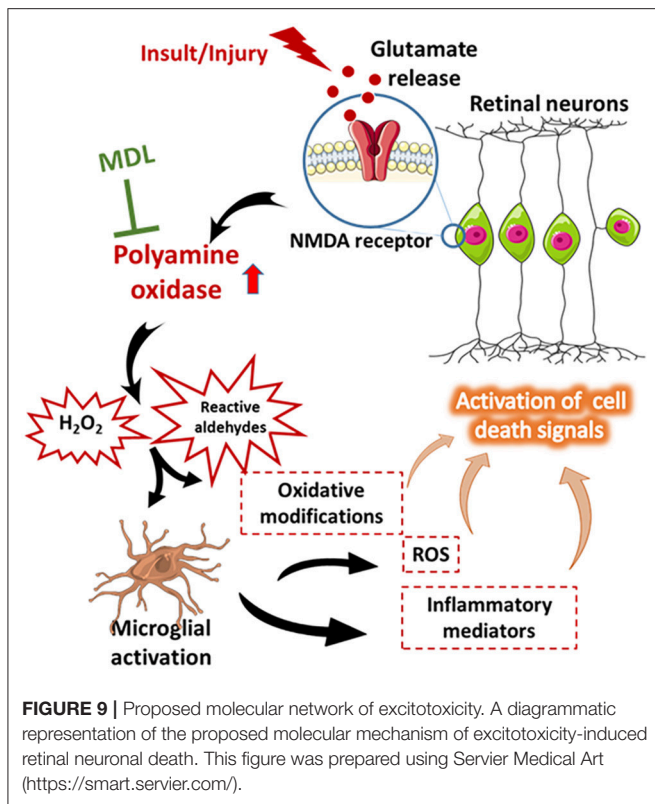 Insult/Injury
Glutamate
release
Retinal neurons
MDL
NMDA receptor
Polyamine
oxidase
H₂O₂
Reactive
aldehydes
Activation of cell
death signals
Oxidative
modifications
ROS
Microglial
activation
Inflammatory
mediators
FIGURE 9 | Proposed molecular network of excitotoxicity. A diagrammatic
representation of the proposed molecular mechanism of excitotoxicity-induced
retinal neuronal death. This figure was prepared using Servier Medical Art
(https://smart.servier.com/).